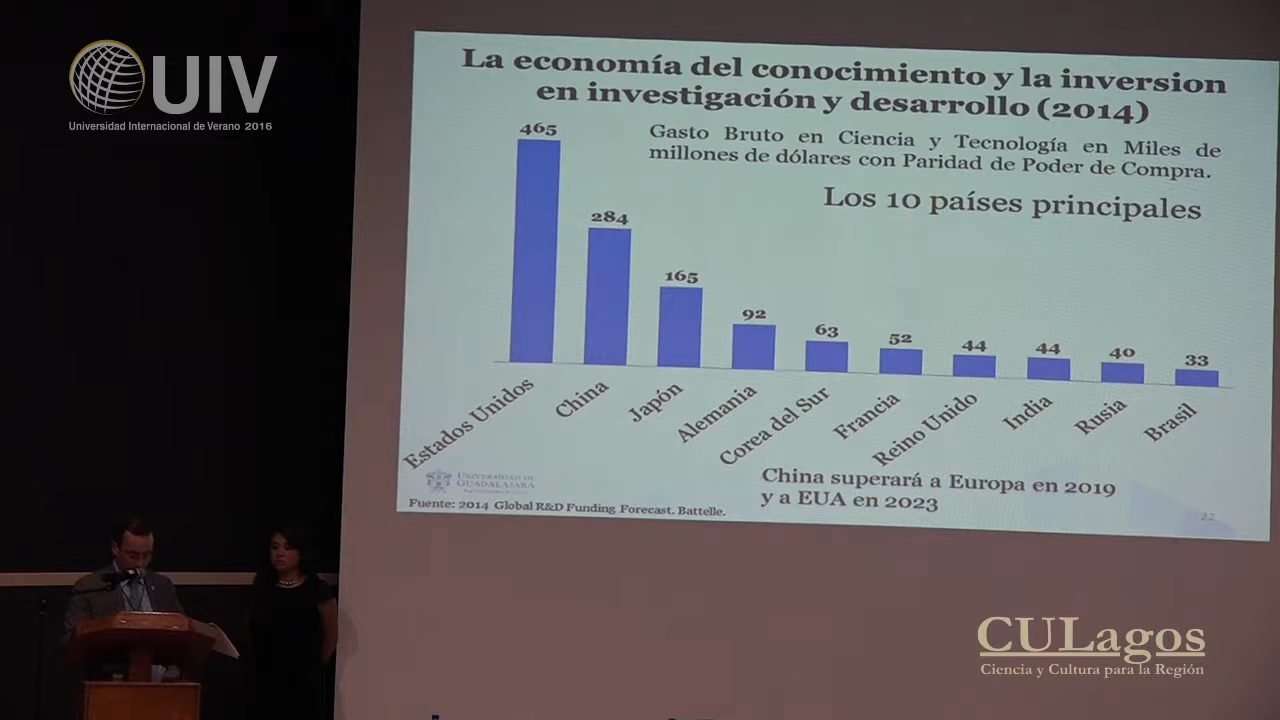 UIV
Universidad Internacional de Verano 2016
La economía del conocimiento y la inversion
en investigación y desarrollo (2014)
Gasto Bruto en Ciencia y Tecnología en Miles de
millones de dólares con Paridad de Poder de Compra.
Los 10 países principales
465
284
165
92
63
52
44
44
40
33
Estados Unidos
China
Japón
Alemania
Corea del Sur
Francia
Reino Unido
India
Rusia
Brasil
China superará a Europa en 2019
y a EUA en 2023
UNIVERSIDAD DE
GUADALAJARA
Fuente: 2014 Global R&D Funding Forecast. Battelle.
22
CULagos
Ciencia y Cultura para la Región